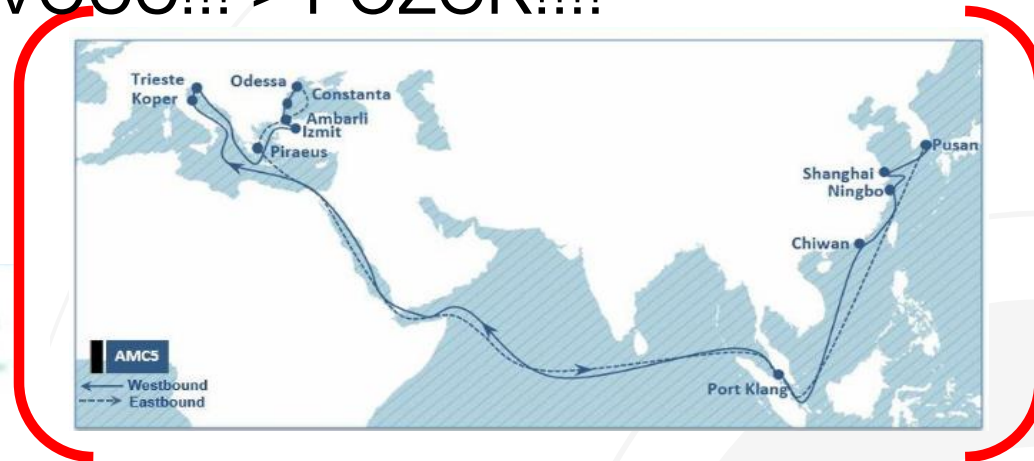 Trieste
Koper
Odessa
Constanta
Ambarli
Izmit
Piraeus
Pusan
Shanghai
Ningbo
Chiwan
Port Klang
AMC5
Westbound
Eastbound